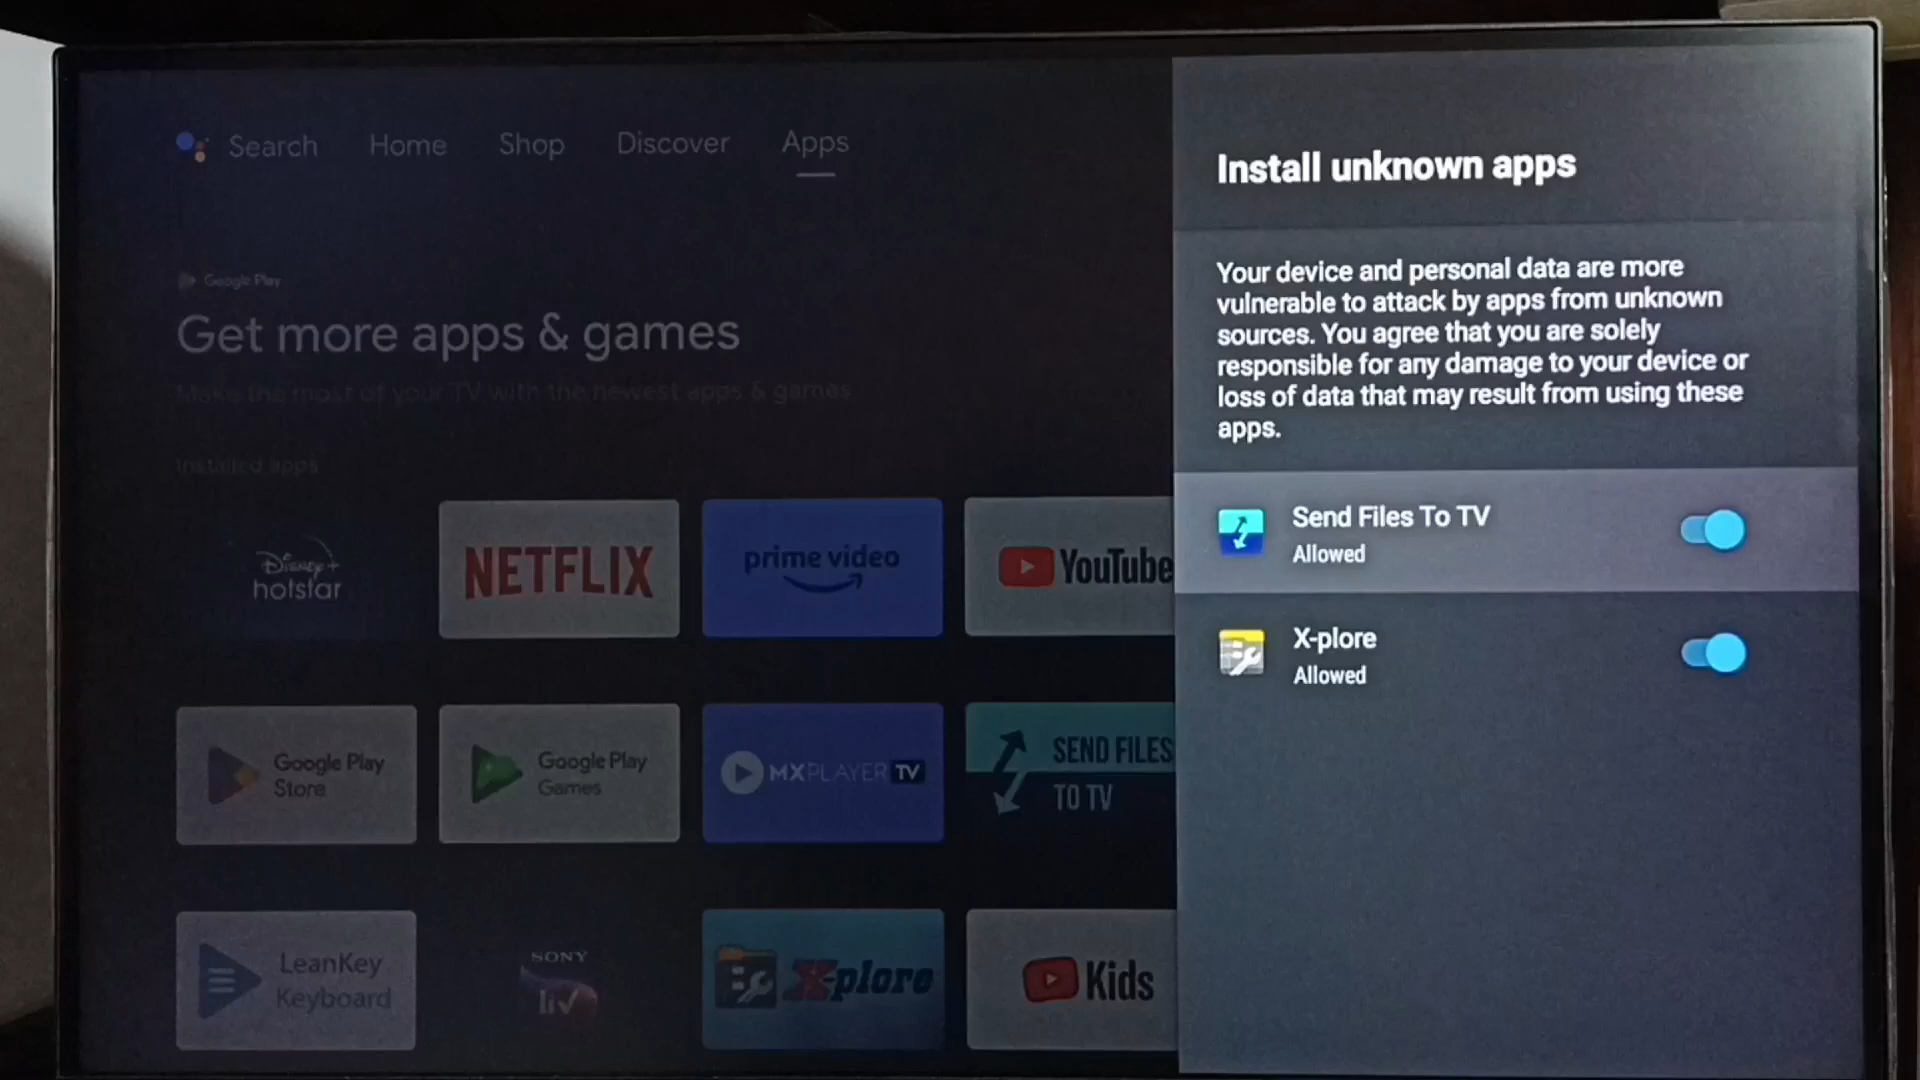 Search Home Shop Discover Apps
Google Play
Get more apps & games
Make the most of your TV with the newest apps & games
Installed apps
Disney+
hotstar
NETFLIX
prime video
YouTube
Google Play
Store
Google Play
Games
MXPLAYER TV
SEND FILES
TO TV
LeanKey
Keyboard
SONY
liv
X-plore
Kids
Install unknown apps
Your device and personal data are more
vulnerable to attack by apps from unknown
sources. You agree that you are solely
responsible for any damage to your device or
loss of data that may result from using these
apps.
Send Files To TV
Allowed
X-plore
Allowed